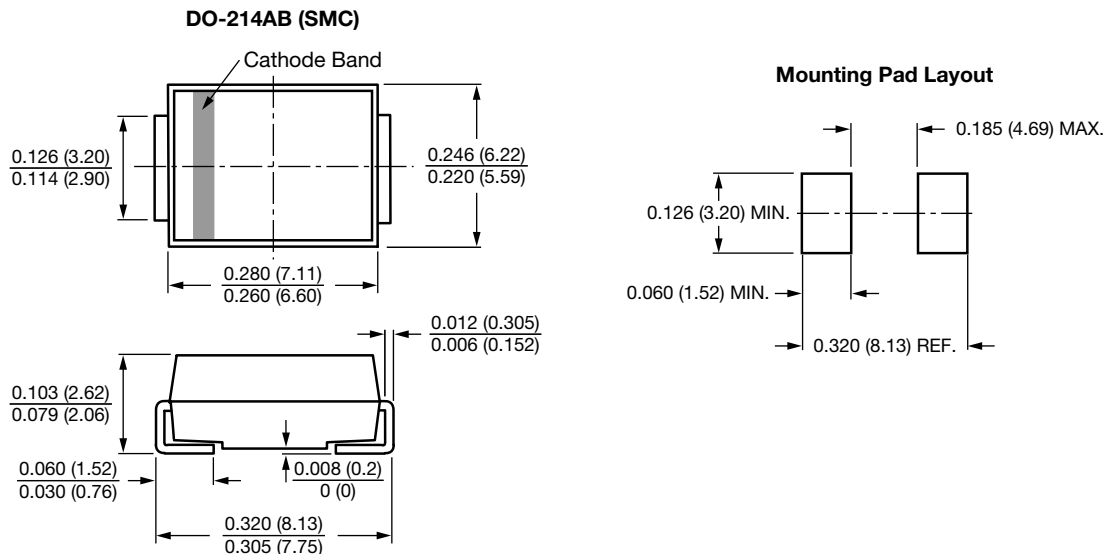 DO-214AB (SMC)
Cathode Band
0.126 (3.20)
0.114 (2.90)
0.246 (6.22)
0.220 (5.59)
0.280 (7.11)
0.260 (6.60)
0.012 (0.305)
0.006 (0.152)
0.103 (2.62)
0.079 (2.06)
0.060 (1.52)
0.030 (0.76)
0.008 (0.2)
0 (0)
0.320 (8.13)
0.305 (7.75)
Mounting Pad Layout
0.185 (4.69) MAX.
0.126 (3.20) MIN.
0.060 (1.52) MIN.
0.320 (8.13) REF.